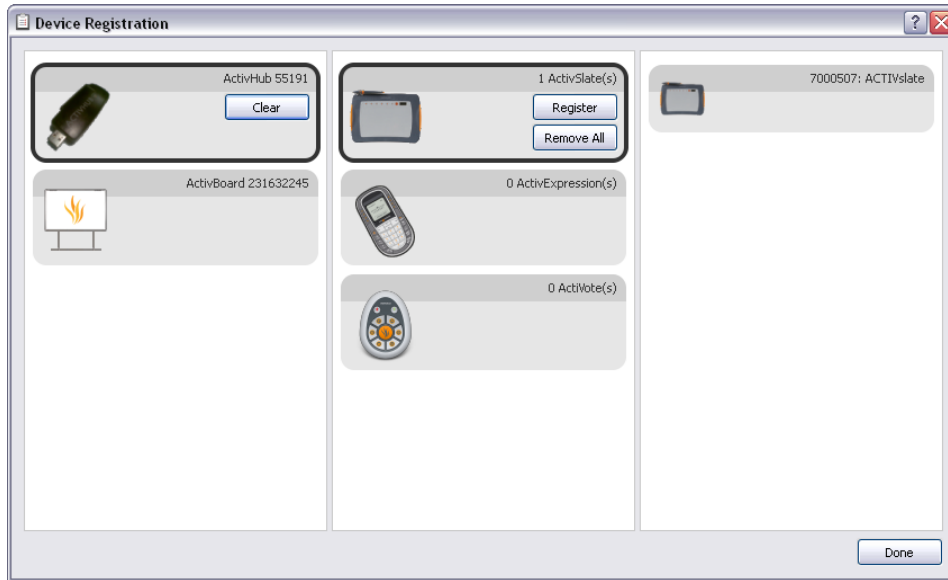 Device Registration
ActivHub 55191
Clear
ActivBoard 231632245
1 ActivSlate(s)
Register
Remove All
0 ActivExpression(s)
0 ActiVote(s)
7000507: ACTIVslate
Done